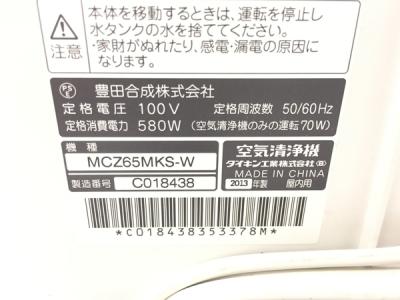 注意
本体を移動するときは、運転を停止し
水タンクの水を捨ててください。
・家財がぬれたり、感電・漏電の原因に
なります。
PSE 豊田合成株式会社
定格電圧 100V 定格周波数 50/60Hz
定格消費電力 580W (空気清浄機のみの運転70W)
機種
MCZ65MKS-W
製造番号 C018438
空気清浄機
ダイキン工業株式会社
MADE IN CHINA
2013年製 屋内用
*C018438353378M*